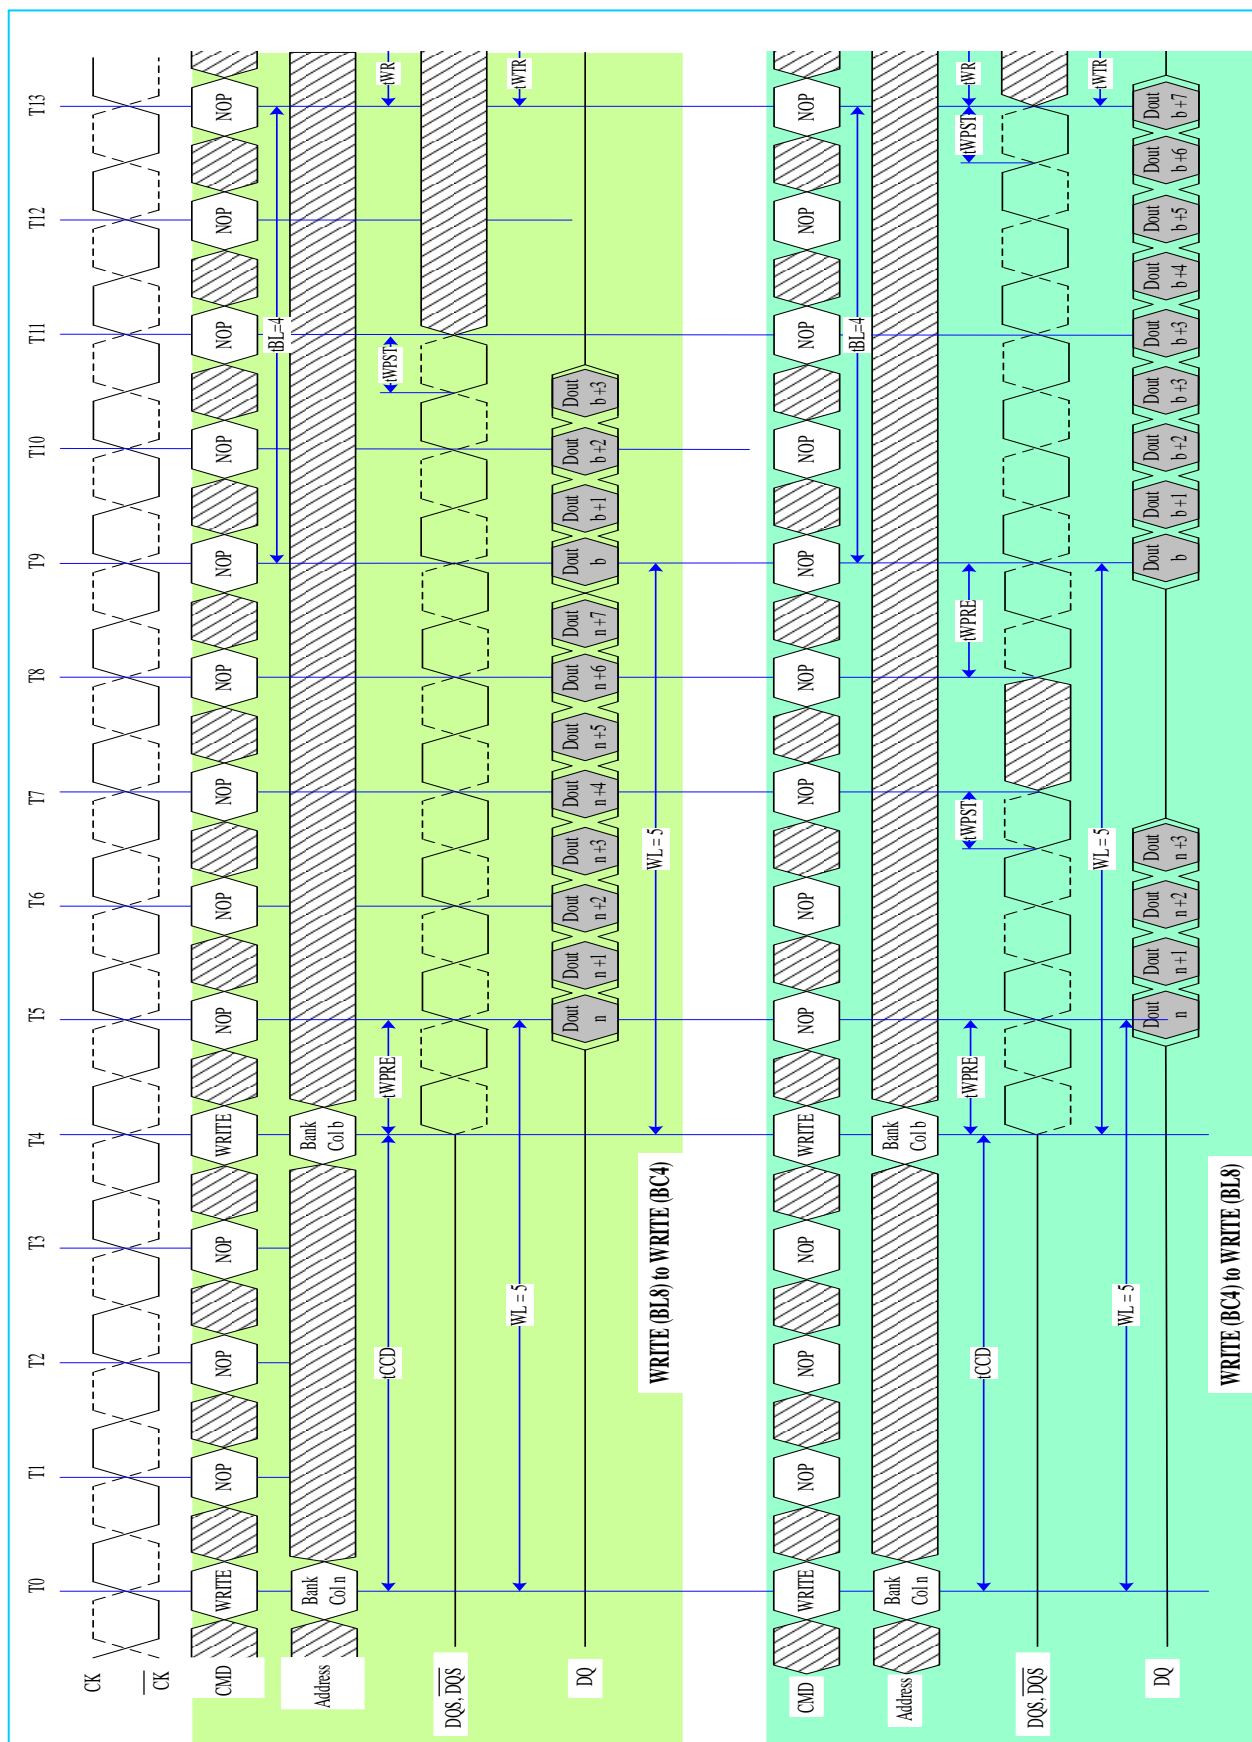 T0 T1 T2 T3 T4 T5 T6 T7 T8 T9 T10 T11 T12 T13
CK
CK
CMD WRITE NOP NOP NOP WRITE NOP NOP NOP NOP NOP NOP NOP NOP NOP
tBL=4
Address Bank Col n Bank Col b
tCCD tWPRE tWPST tWR
DQS, DQS
WL = 5 tWTR
DQ Dout n Dout n+1 Dout n+2 Dout n+3 Dout n+4 Dout n+5 Dout n+6 Dout n+7 Dout b Dout b+1 Dout b+2 Dout b+3
WL = 5
WRITE (BL8) to WRITE (BC4)
CMD WRITE NOP NOP NOP WRITE NOP NOP NOP NOP NOP NOP NOP NOP NOP
tBL=4
Address Bank Col n Bank Col b
tCCD tWPRE tWPST tWPRE tWPST tWR
DQS, DQS
WL = 5 tWTR
WL = 5
DQ Dout n Dout n+1 Dout n+2 Dout n+3 Dout b Dout b+1 Dout b+2 Dout b+3 Dout b+3 Dout b+4 Dout b+5 Dout b+6 Dout b+7
WRITE (BC4) to WRITE (BL8)